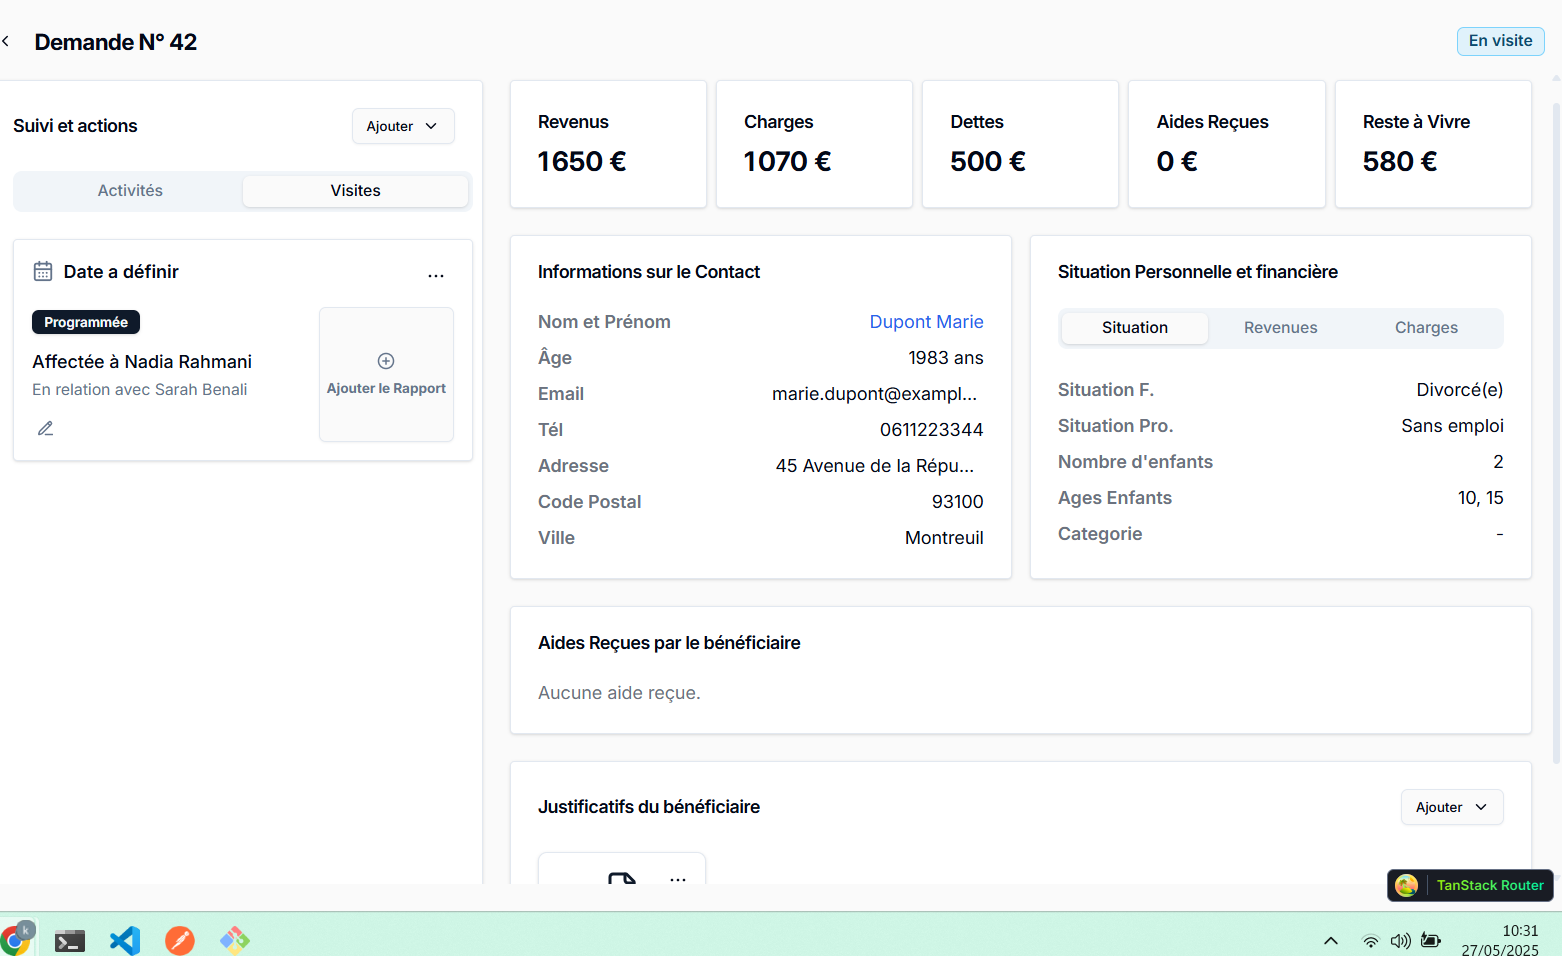 Demande N° 42
En visite
Suivi et actions
Ajouter
Activités
Visites
Date a définir
...
Programmée
Affectée à Nadia Rahmani
En relation avec Sarah Benali
Ajouter le Rapport
Revenus
1650 €
Charges
1070 €
Dettes
500 €
Aides Reçues
0 €
Reste à Vivre
580 €
Informations sur le Contact
Nom et Prénom Dupont Marie
Âge 1983 ans
Email marie.dupont@exampl...
Tél 0611223344
Adresse 45 Avenue de la Répu...
Code Postal 93100
Ville Montreuil
Situation Personnelle et financière
Situation Revenues Charges
Situation F. Divorcé(e)
Situation Pro. Sans emploi
Nombre d'enfants 2
Ages Enfants 10, 15
Categorie -
Aides Reçues par le bénéficiaire
Aucune aide reçue.
Justificatifs du bénéficiaire
Ajouter
...
TanStack Router
k
10:31
27/05/2025